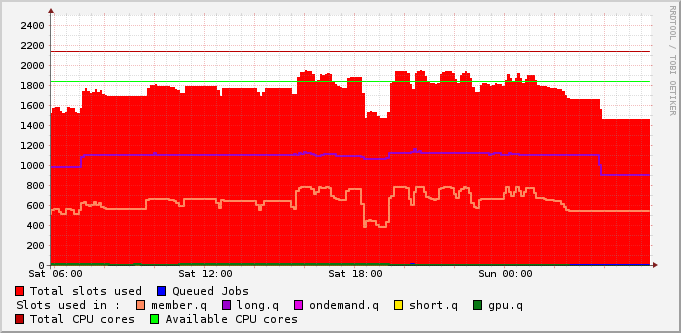 2400
2200
2000
1800
1600
1400
1200
1000
800
600
400
200
0
Sat 06:00 Sat 12:00 Sat 18:00 Sun 00:00
RRDTOOL / TOBI OETIKER
Total slots used Queued Jobs
Slots used in : member.q long.q ondemand.q short.q gpu.q
Total CPU cores Available CPU cores